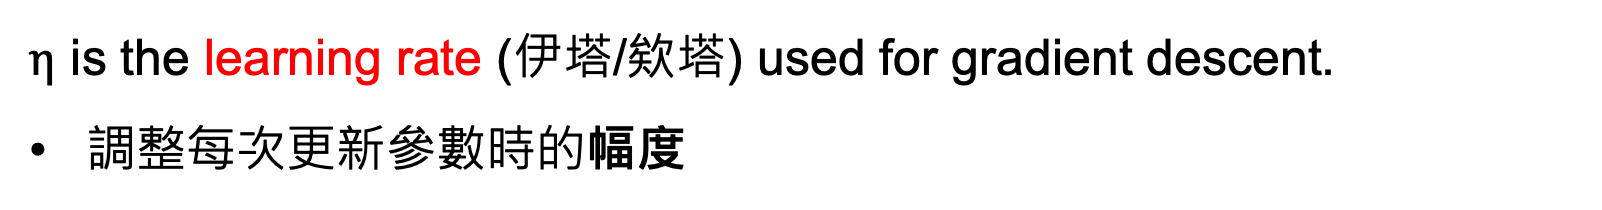 η is the learning rate (伊塔/欸塔) used for gradient descent.
• 調整每次更新參數時的幅度